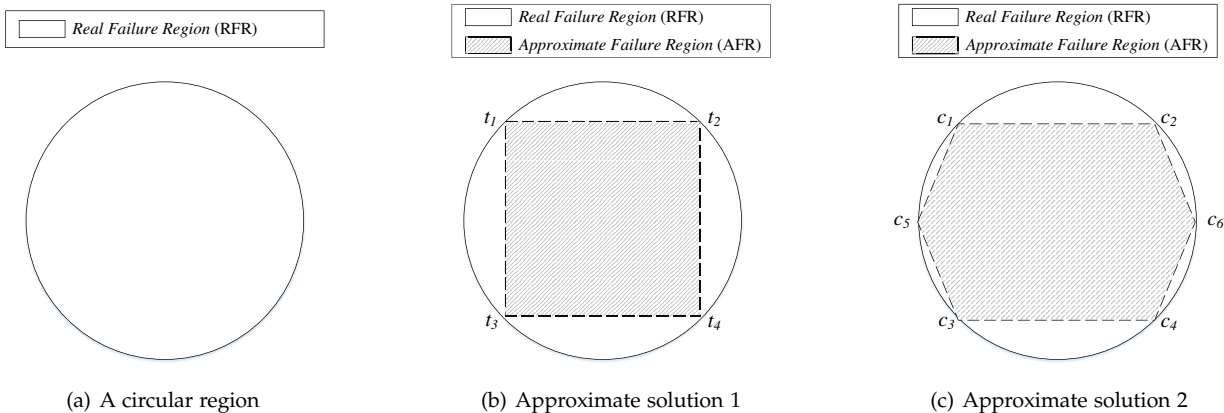 Real Failure Region (RFR)
Real Failure Region (RFR)
Approximate Failure Region (AFR)
Real Failure Region (RFR)
Approximate Failure Region (AFR)
t1
t2
t3
t4
c1
c2
c5
c6
c3
c4
(a) A circular region
(b) Approximate solution 1
(c) Approximate solution 2